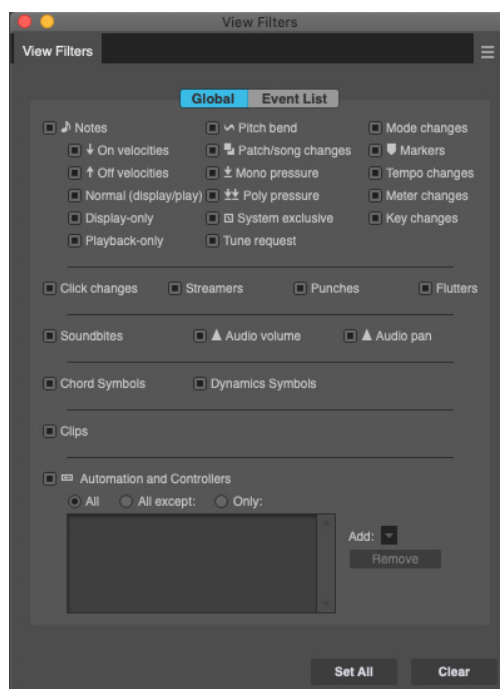 View Filters
View Filters
Global Event List
Notes Pitch bend Mode changes
On velocities Patch/song changes Markers
Off velocities Mono pressure Tempo changes
Normal (display/play) Poly pressure Meter changes
Display-only System exclusive Key changes
Playback-only Tune request
Click changes Streamers Punches Flutters
Soundbites Audio volume Audio pan
Chord Symbols Dynamics Symbols
Clips
Automation and Controllers
All All except: Only:
Add:
Remove
Set All Clear